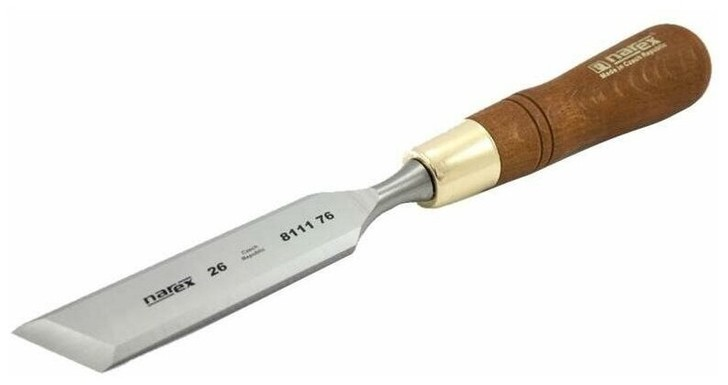 narex
Made in Czech Republic
narex 26 Czech Republic 8111 76